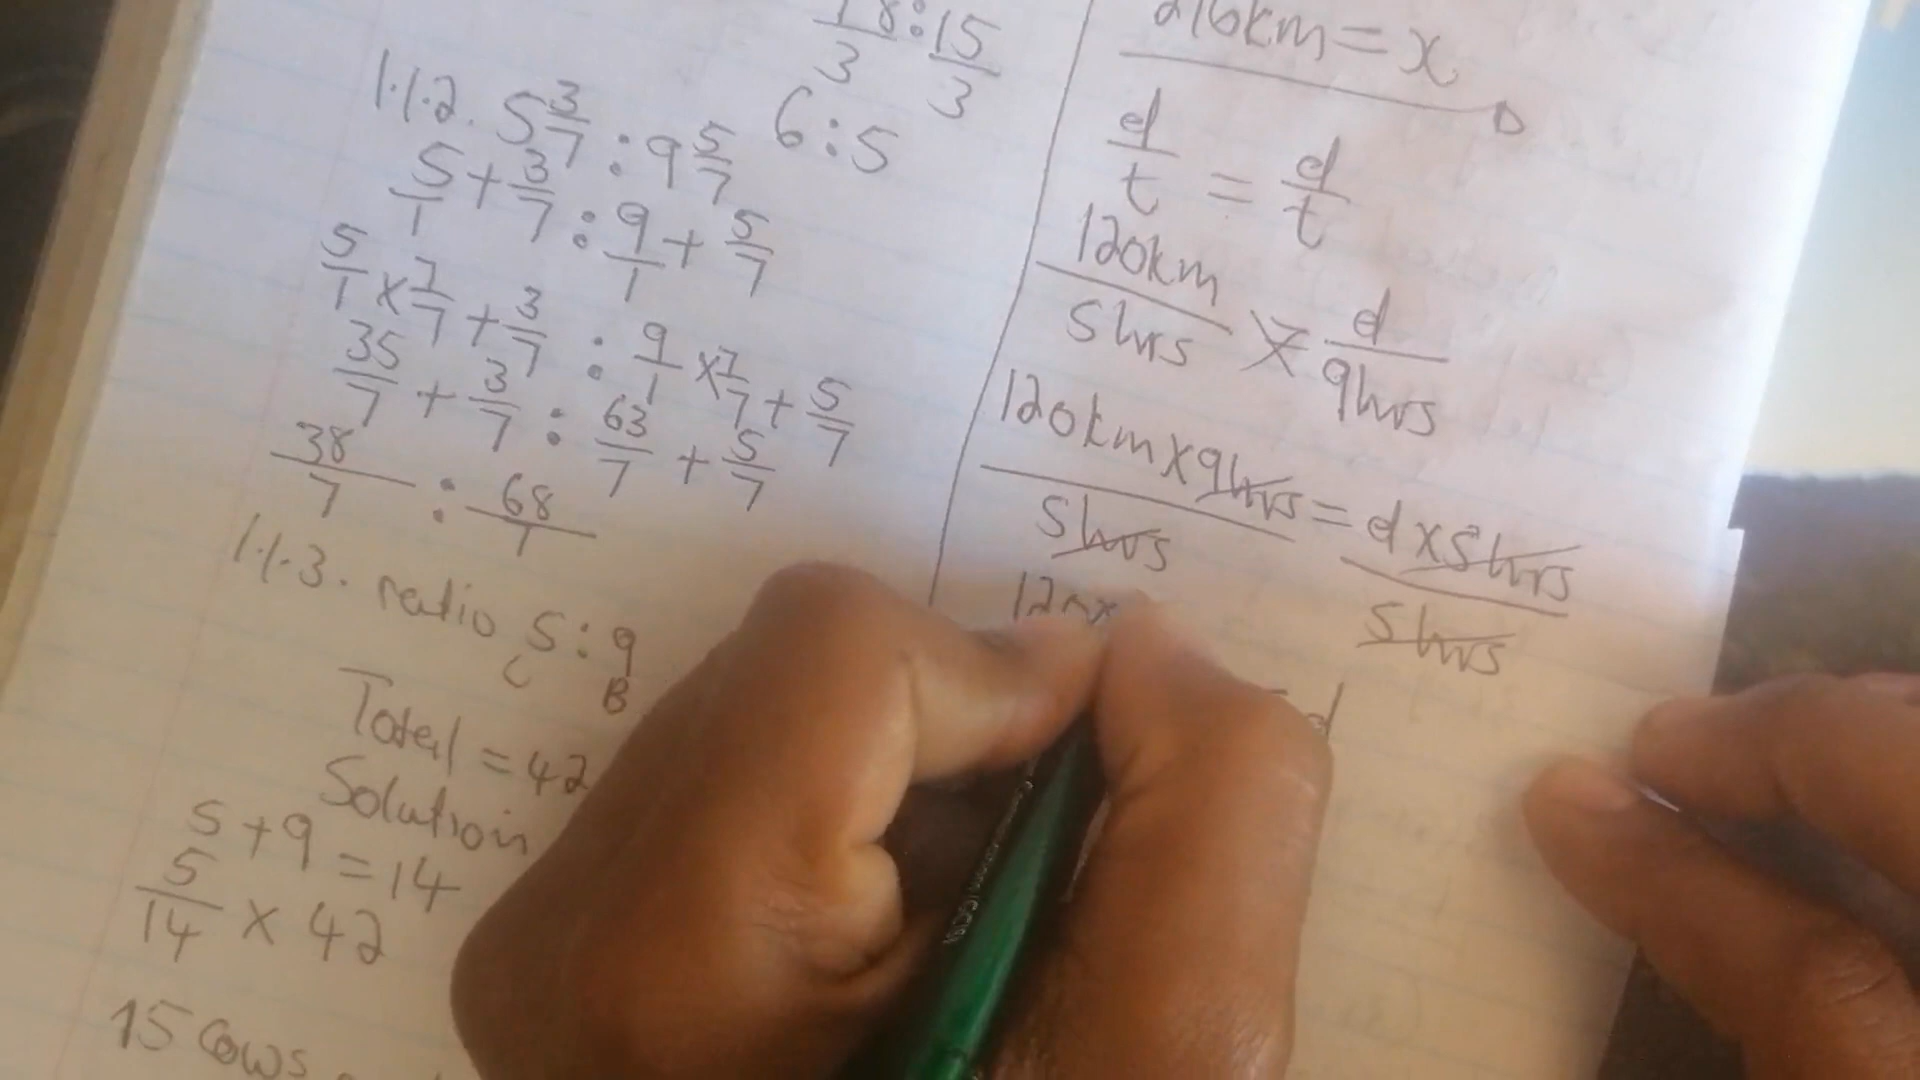 18:15
3 3
6:5
1.1.2. 5 3/7 : 9 5/7
5/1 + 3/7 : 9/1 + 5/7
5/1 x 7/7 + 3/7 : 9/1 x 7/7 + 5/7
35/7 + 3/7 : 63/7 + 5/7
38/7 : 68/7
1.1.3. ratio 5:9
C B
Total = 42
Solution
5+9 = 14
5/14 x 42
15 Cows
216km = x
d/t = d/t
120km/5hrs = d/9hrs
120km x 9hrs/5hrs = d x 5hrs/5hrs
120x
d